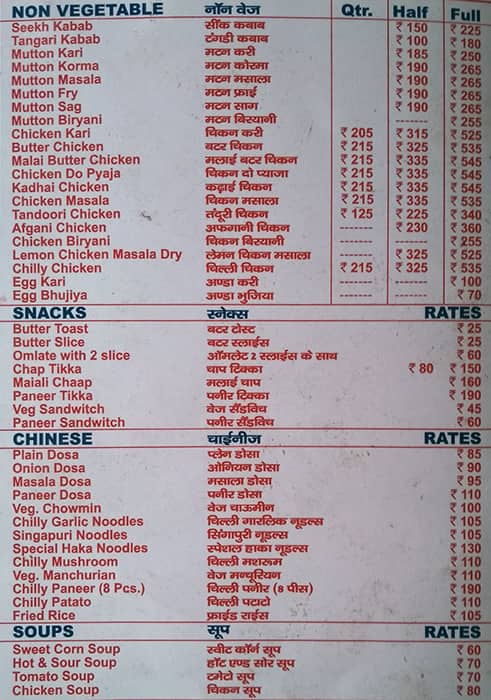 NON VEGETABLE नॉन वेज Qtr. Half Full
Seekh Kabab सींक कबाब ₹ 150 ₹ 225
Tangari Kabab टंगड़ी कबाब ₹ 100 ₹ 180
Mutton Kari मटन करी ₹ 185 ₹ 250
Mutton Korma मटन कोरमा ₹ 190 ₹ 265
Mutton Masala मटन मसाला ₹ 190 ₹ 265
Mutton Fry मटन फ्राई ₹ 190 ₹ 265
Mutton Sag मटन साग ₹ 190 ₹ 265
Mutton Biryani मटन बिरयानी ------- ₹ 255
Chicken Kari चिकन करी ₹ 205 ₹ 315 ₹ 525
Butter Chicken बटर चिकन ₹ 215 ₹ 325 ₹ 535
Malai Butter Chicken मलाई बटर चिकन ₹ 215 ₹ 335 ₹ 545
Chicken Do Pyaja चिकन दो प्याजा ₹ 215 ₹ 335 ₹ 545
Kadhai Chicken कढ़ाई चिकन ₹ 215 ₹ 335 ₹ 545
Chicken Masala चिकन मसाला ₹ 215 ₹ 335 ₹ 535
Tandoori Chicken तंदूरी चिकन ₹ 125 ₹ 225 ₹ 340
Afgani Chicken अफगानी चिकन ------- ₹ 230 ₹ 360
Chicken Biryani चिकन बिरयानी ------- ------- ₹ 255
Lemon Chicken Masala Dry लेमन चिकन मसाला ------- ₹ 325 ₹ 525
Chilly Chicken चिल्ली चिकन ₹ 215 ₹ 325 ₹ 535
Egg Kari अण्डा करी ------- ------- ₹ 100
Egg Bhujiya अण्डा भुजिया ------- ------- ₹ 70
SNACKS स्नेक्स RATES
Butter Toast बटर टोस्ट ₹ 25
Butter Slice बटर स्लाईस ₹ 25
Omlate with 2 slice ऑमलेट 2 स्लाईस के साथ ₹ 60
Chap Tikka चाप टिक्का ₹ 80 ₹ 150
Malali Chaap मलाई चाप ₹ 160
Paneer Tikka पनीर टिक्का ₹ 190
Veg Sandwitch वेज सैंडविच ₹ 45
Paneer Sandwitch पनीर सैंडविच ₹ 60
CHINESE चाईनीज RATES
Plain Dosa प्लेन डोसा ₹ 85
Onion Dosa ओनियन डोसा ₹ 90
Masala Dosa मसाला डोसा ₹ 95
Paneer Dosa पनीर डोसा ₹ 110
Veg. Chowmin वेज चाऊमीन ₹ 100
Chilly Garlic Noodles चिल्ली गारलिक नूडल्स ₹ 105
Singapuri Noodles सिंगापुरी नूडल्स ₹ 105
Special Haka Noodles स्पेशल हाका नूडल्स ₹ 130
Chilly Mushroom चिल्ली मशरूम ₹ 110
Veg. Manchurian वेज मन्चूरियन ₹ 110
Chilly Paneer (8 Pcs.) चिल्ली पनीर (8 पीस) ₹ 190
Chilly Patato चिल्ली पटाटो ₹ 110
Fried Rice फ्राईड राईस ₹ 105
SOUPS सूप RATES
Sweet Corn Soup स्वीट कॉर्न सूप ₹ 60
Hot & Sour Soup हॉट एण्ड सोर सूप ₹ 70
Tomato Soup टमेटो सूप ₹ 70
Chicken Soup चिकन सूप ₹ 80